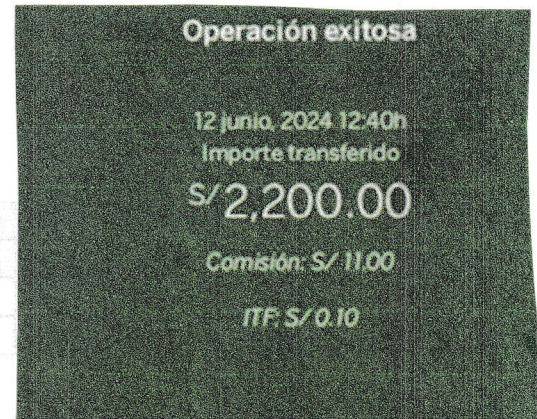 Operación exitosa
12 junio, 2024 12:40h
Importe transferido
S/ 2,200.00
Comisión: S/ 11.00
ITF: S/ 0.10